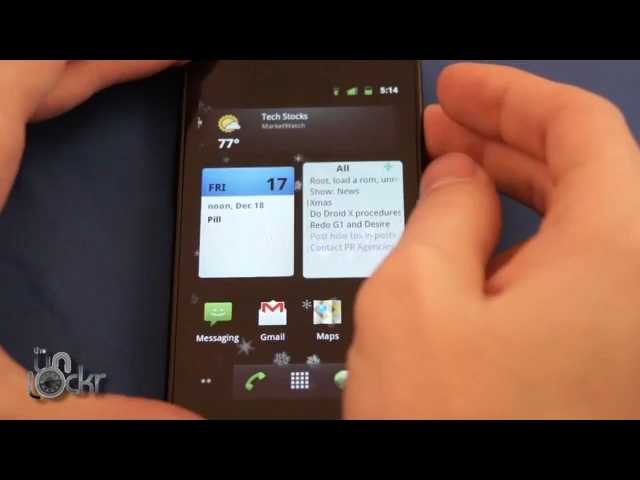 5:14
Tech Stocks
MarketWatch
77°
FRI 17
noon, Dec 18
Pill
All
Root, load a rom, unr
Show: News
Xmas
Do Droid X procedures
Redo G1 and Desire
Post how tos in posts
Contact PR Agencies
Messaging
Gmail
Maps
the
UnLockr